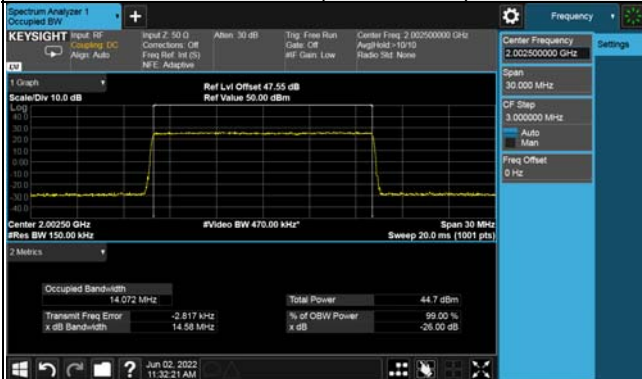 Spectrum Analyzer 1
Occupied BW
Frequency
KEYSIGHT
Input: RF
Coupling: DC
Align: Auto
Input Z: 50 Ω
Corrections: Off
Freq Ref: Int (S)
NFE: Adaptive
Atten: 30 dB
Trig: Free Run
Gate: Off
#IF Gain: Low
Center Freq: 2.002500000 GHz
Avg|Hold:>10/10
Radio Std: None
LXI
1 Graph
Scale/Div 10.0 dB
Ref Lvl Offset 47.55 dB
Ref Value 50.00 dBm
Log
40.0
30.0
20.0
10.0
0.00
-10.0
-20.0
-30.0
-40.0
Center 2.00250 GHz
#Res BW 150.00 kHz
#Video BW 470.00 kHz*
Span 30 MHz
Sweep 20.0 ms (1001 pts)
2 Metrics
Occupied Bandwidth
14.072 MHz
Transmit Freq Error -2.817 kHz
x dB Bandwidth 14.58 MHz
Total Power 44.7 dBm
% of OBW Power 99.00 %
x dB -26.00 dB
Center Frequency
2.002500000 GHz
Settings
Span
30.000 MHz
CF Step
3.000000 MHz
Auto
Man
Freq Offset
0 Hz
?
Jun 02, 2022
11:32:21 AM